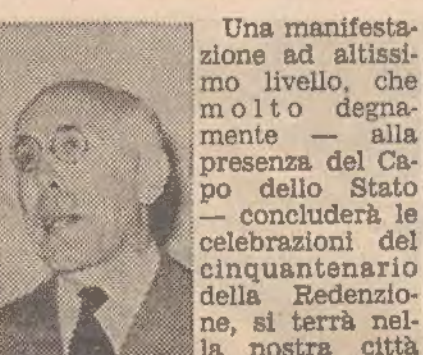 Una manifesta-
zione ad altissi-
mo livello, che
molto degna-
mente — alla
presenza del Ca-
po dello Stato
— concluderà le
celebrazioni del
cinquantenario
della Redenzio-
ne, si terrà nel-
la nostra città